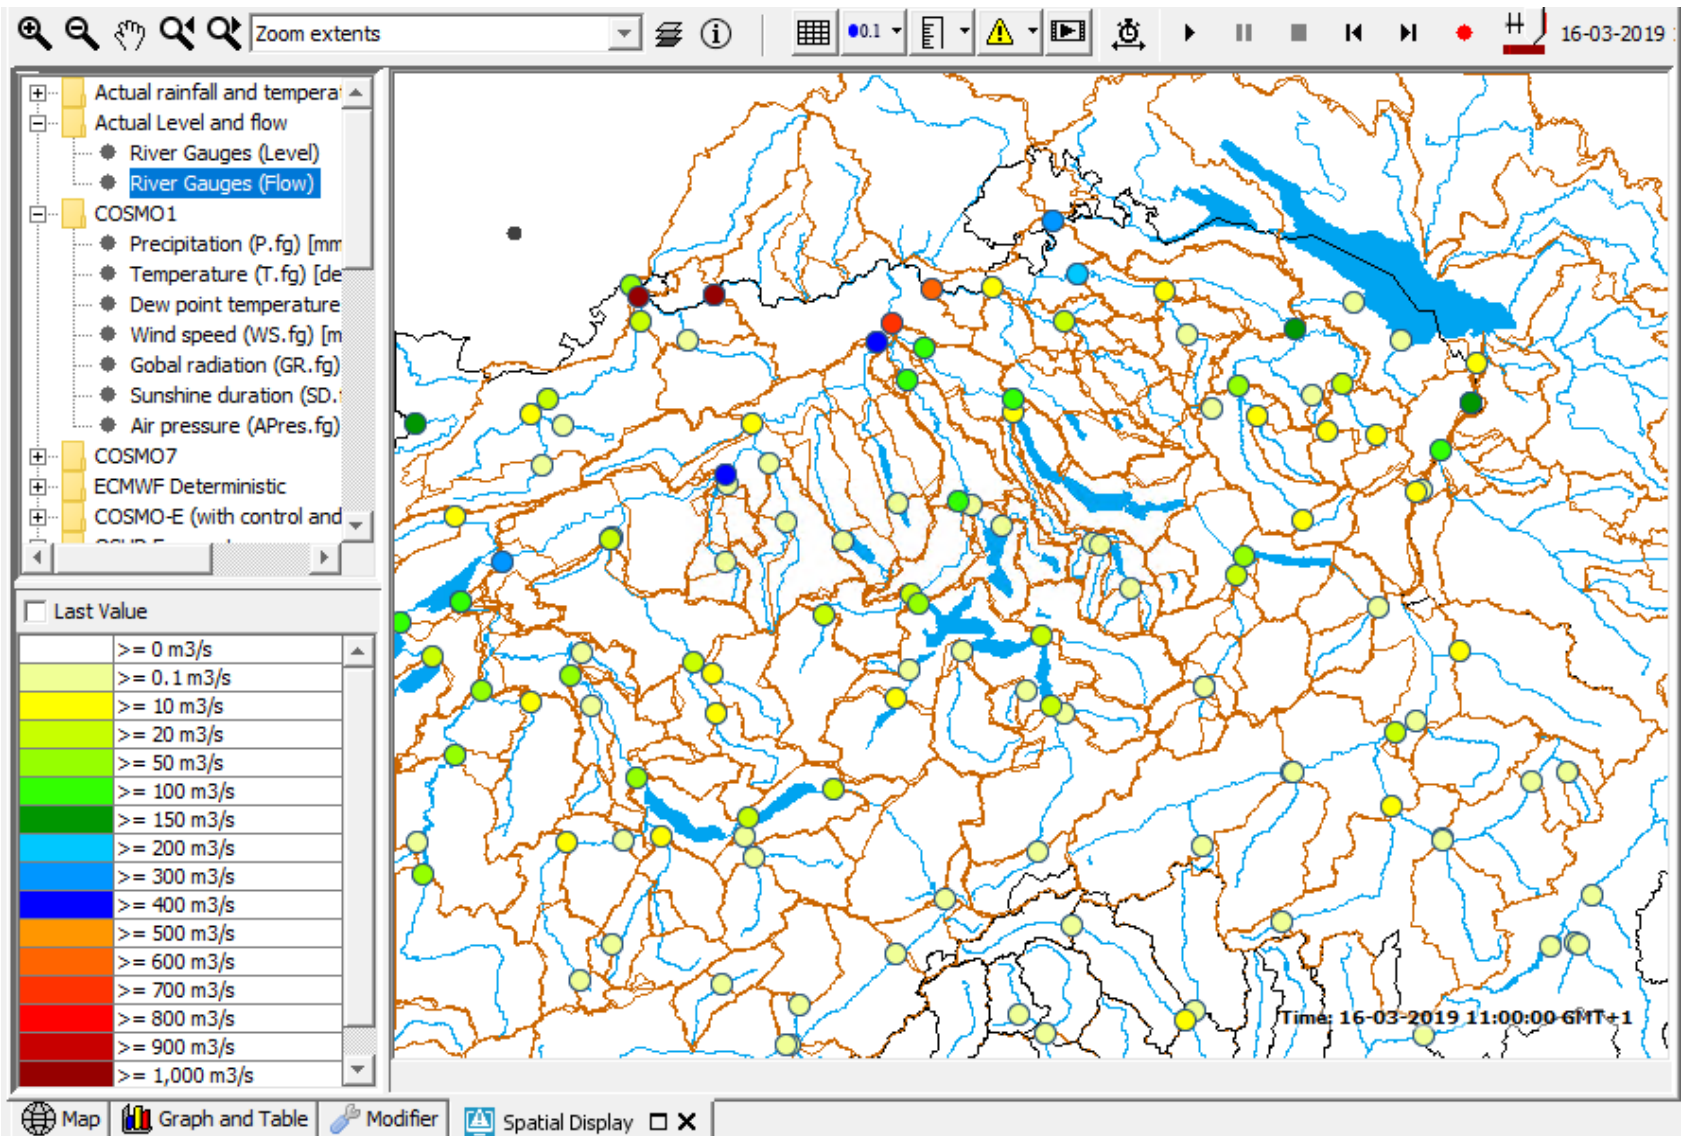 Zoom extents
0.1
16-03-2019
Actual rainfall and tempera
Actual Level and flow
River Gauges (Level)
River Gauges (Flow)
COSMO1
Precipitation (P.fg) [mm
Temperature (T.fg) [de
Dew point temperature
Wind speed (WS.fg) [m
Gobal radiation (GR.fg)
Sunshine duration (SD.
Air pressure (APres.fg)
COSMO7
ECMWF Deterministic
COSMO-E (with control and
Last Value
>= 0 m3/s
>= 0.1 m3/s
>= 10 m3/s
>= 20 m3/s
>= 50 m3/s
>= 100 m3/s
>= 150 m3/s
>= 200 m3/s
>= 300 m3/s
>= 400 m3/s
>= 500 m3/s
>= 600 m3/s
>= 700 m3/s
>= 800 m3/s
>= 900 m3/s
>= 1,000 m3/s
Time: 16-03-2019 11:00:00 GMT+1
Map
Graph and Table
Modifier
Spatial Display